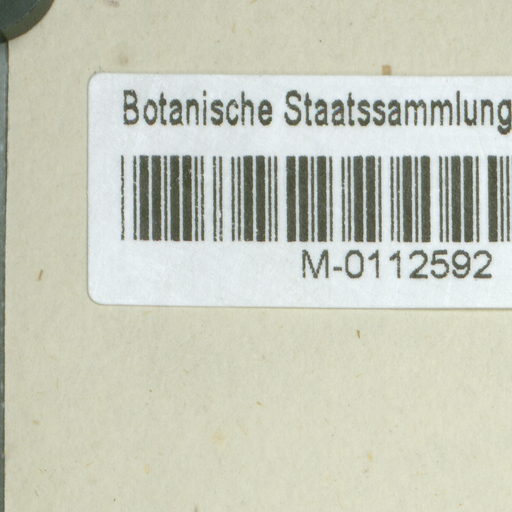 Botanische Staatssammlung
M-0112592